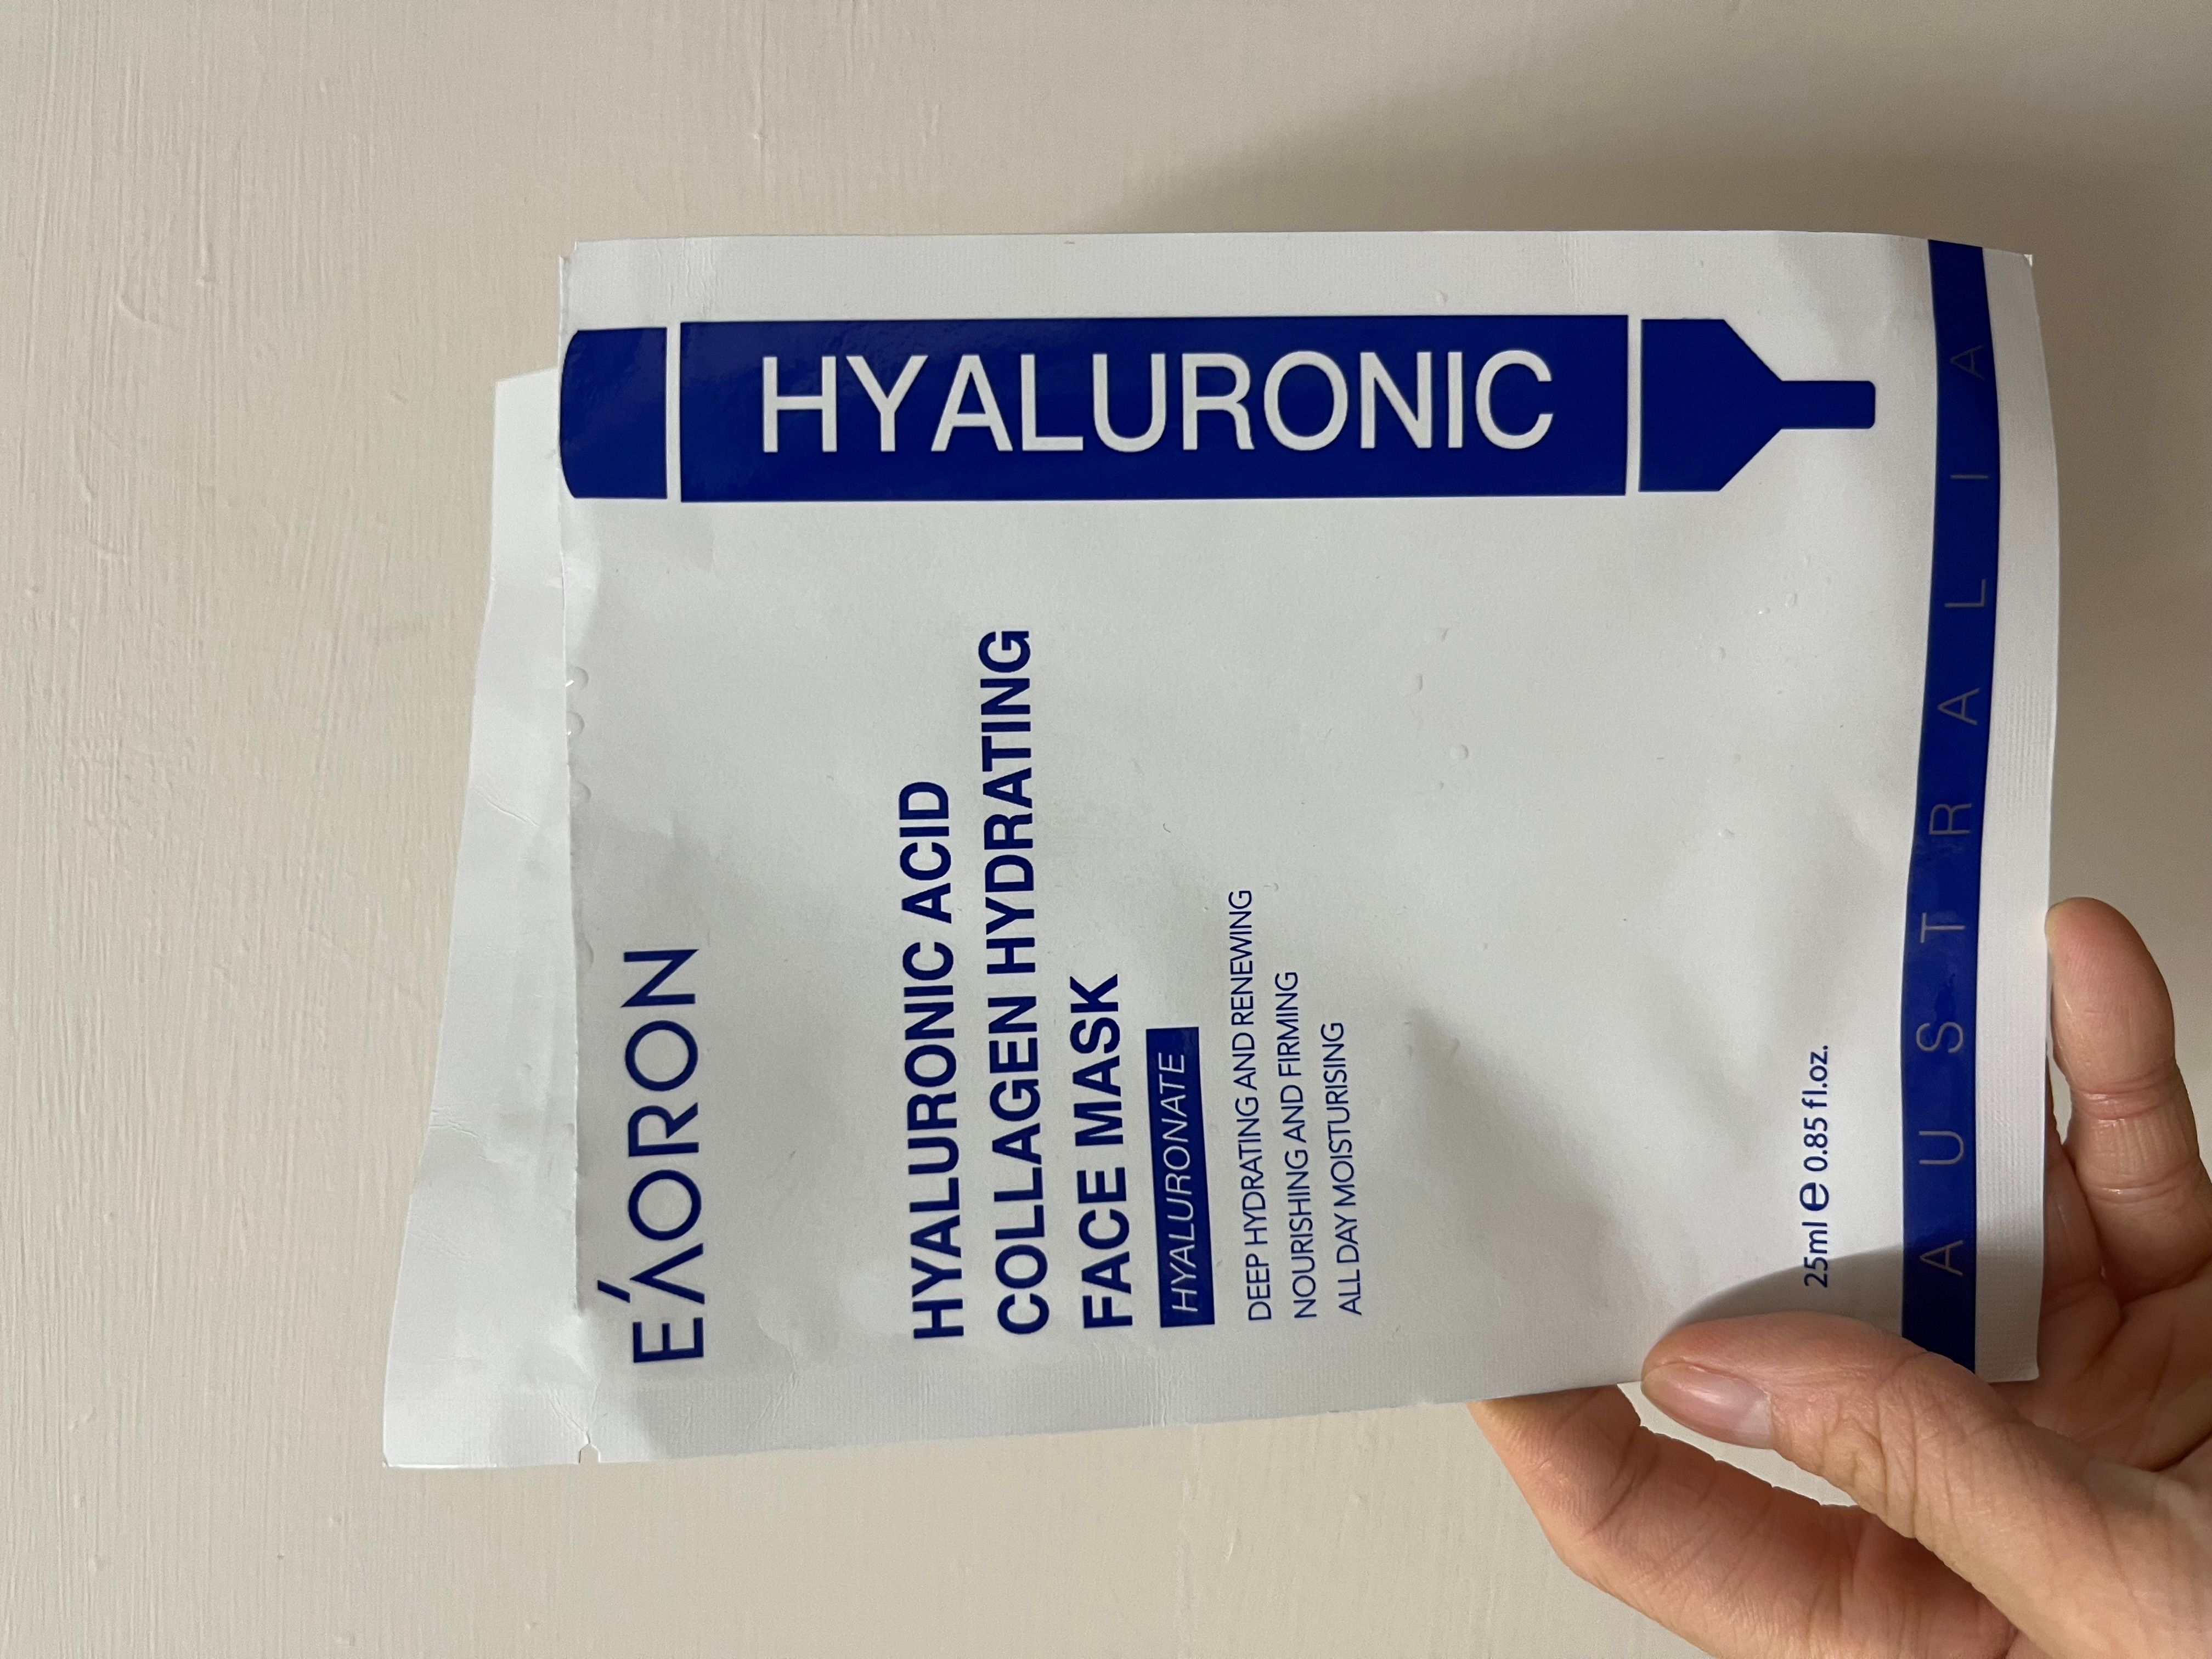 EÁORON
HYALURONIC ACID
COLLAGEN HYDRATING
FACE MASK
HYALURONATE
DEEP HYDRATING AND RENEWING
NOURISHING AND FIRMING
ALL DAY MOISTURISING
25ml e 0.85 fl.oz.
AUSTRALIA
HYALURONIC